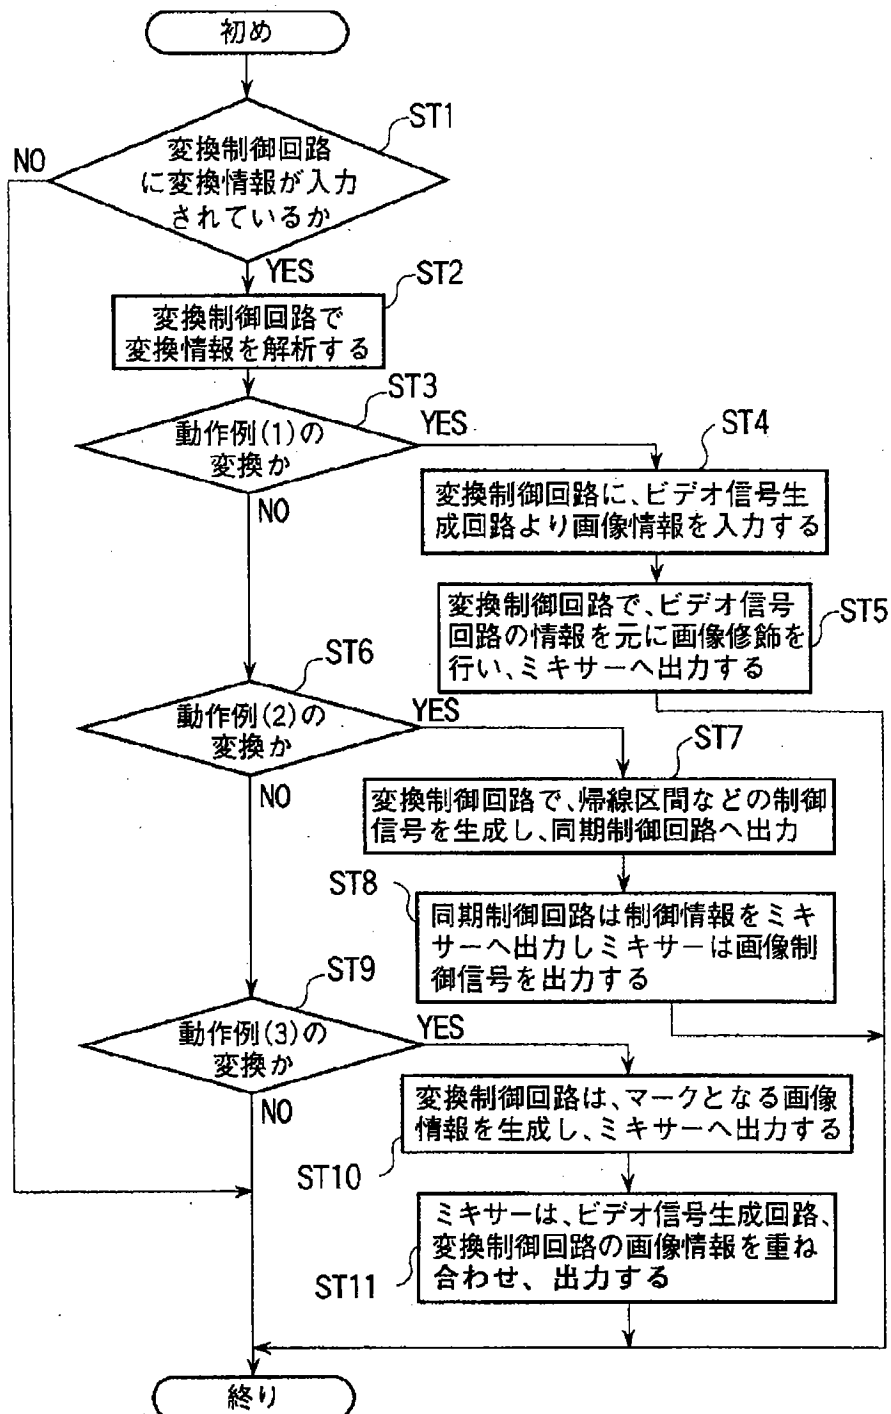 初め
ST1
変換制御回路
に変換情報が入力
されているか
NO
YES
ST2
変換制御回路で
変換情報を解析する
ST3
動作例(1)の
変換か
YES
NO
ST4
変換制御回路に、ビデオ信号生
成回路より画像情報を入力する
ST5
変換制御回路で、ビデオ信号
回路の情報を元に画像修飾を
行い、ミキサーへ出力する
ST6
動作例(2)の
変換か
YES
NO
ST7
変換制御回路で、帰線区間などの制御
信号を生成し、同期制御回路へ出力
ST8
同期制御回路は制御情報をミキ
サーへ出力しミキサーは画像制
御信号を出力する
ST9
動作例(3)の
変換か
YES
NO
ST10
変換制御回路は、マークとなる画像
情報を生成し、ミキサーへ出力する
ST11
ミキサーは、ビデオ信号生成回路、
変換制御回路の画像情報を重ね
合わせ、出力する
終り